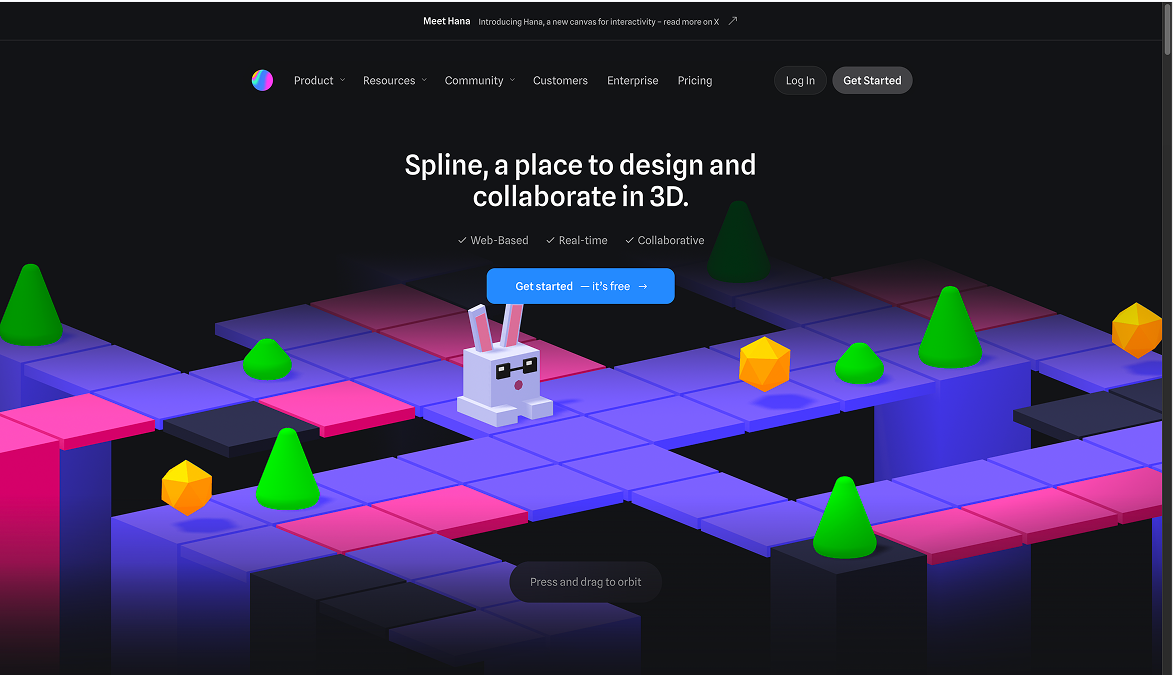 Meet Hana Introducing Hana, a new canvas for interactivity – read more on X
Product Resources Community Customers Enterprise Pricing Log In Get Started
Spline, a place to design and
collaborate in 3D.
Web-Based Real-time Collaborative
Get started — it's free →
Press and drag to orbit